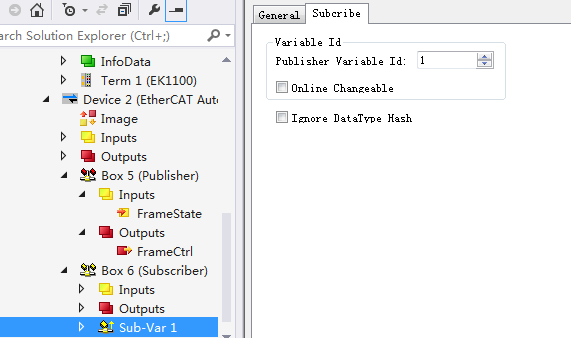 arch Solution Explorer (Ctrl+;)
InfoData
Term 1 (EK1100)
Device 2 (EtherCAT Auto
Image
Inputs
Outputs
Box 5 (Publisher)
Inputs
FrameState
Outputs
FrameCtrl
Box 6 (Subscriber)
Inputs
Outputs
Sub-Var 1
General
Subcribe
Variable Id
Publisher Variable Id:
1
Online Changeable
Ignore DataType Hash